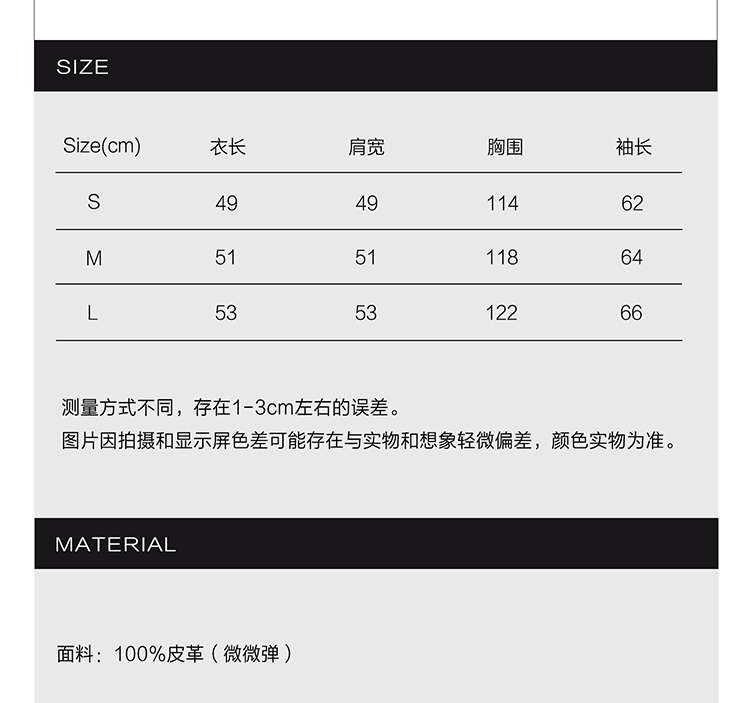 SIZE
Size(cm) 衣长 肩宽 胸围 袖长
S 49 49 114 62
M 51 51 118 64
L 53 53 122 66
测量方式不同，存在1-3cm左右的误差。
图片因拍摄和显示屏色差可能存在与实物和想象轻微偏差，颜色实物为准。
MATERIAL
面料：100%皮革（微微弹）